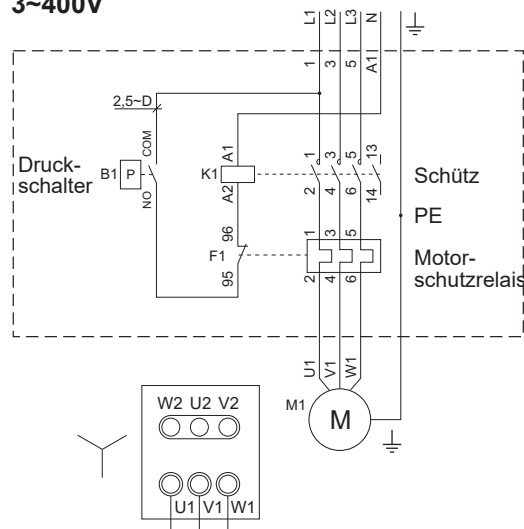 3~400V
L1 L2 L3 N
1 3 5 A1
2,5~D
COM
Druck-
schalter
B1 P
NO
K1
A1
A2
1 3 5 13
2 4 6 14
Schütz
PE
F1
96
95
1 3 5
2 4 6
Motor-
schutzrelais
U1 V1 W1
M1
M
W2 U2 V2
U1 V1 W1